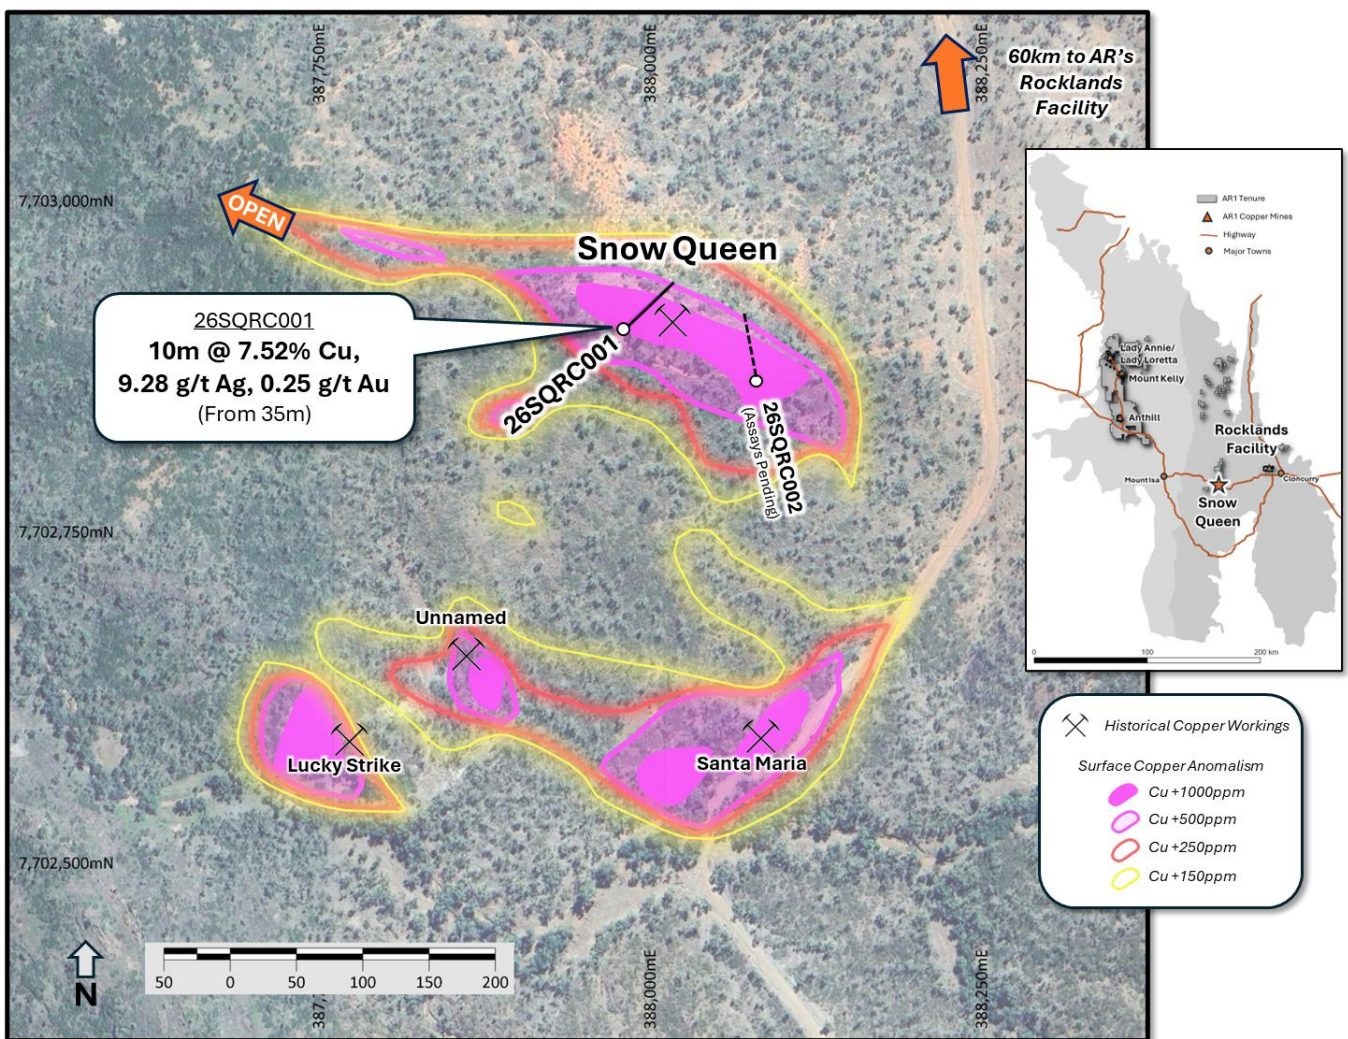 387,750mE
388,000mE
388,250mE
60km to AR's
Rocklands
Facility
7,703,000mN
OPEN
Snow Queen
26SQRC001
10m @ 7.52% Cu,
9.28 g/t Ag, 0.25 g/t Au
(From 35m)
26SQRC001
26SQRC002
(Assays Pending)
7,702,750mN
Unnamed
Lucky Strike
Santa Maria
7,702,500mN
N
50 0 50 100 150 200
387,7
388,000mE
388,250mE
AR1 Tenure
AR1 Copper Mines
Highway
Major Towns
Lady Annie/
Lady Loretta
Mount Kelly
Anthill
Rocklands
Facility
Mount Isa
Cloncurry
Snow
Queen
0 100 200 km
Historical Copper Workings
Surface Copper Anomalism
Cu +1000ppm
Cu +500ppm
Cu +250ppm
Cu +150ppm